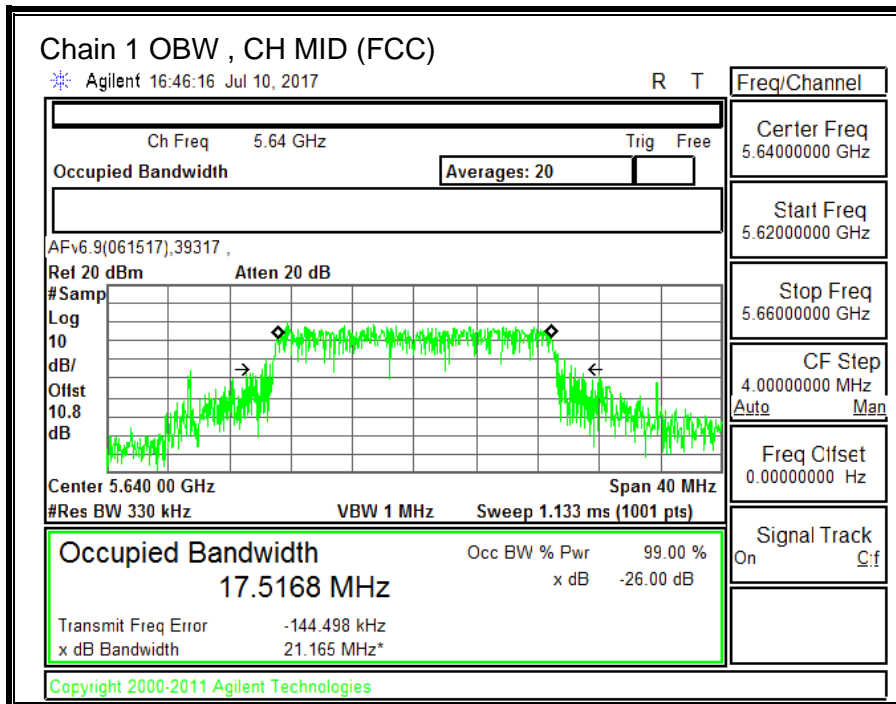 Chain 1 OBW , CH MID (FCC)
Agilent 16:46:16 Jul 10, 2017
R T
Freq/Channel
Ch Freq 5.64 GHz
Trig Free
Occupied Bandwidth
Averages: 20
Certer Freq
5.64000000 GHz
Start Freq
5.62000000 GHz
Stop Freq
5.66000000 GHz
CF Step
4.00000000 MHz
Auto Man
Freq Cffset
0.00000000 Hz
Signal Track
On Cff
AFv6.9(061517),39317 ,
Ref 20 dBm
Atten 20 dB
#Samp
Log
10
dB/
Offst
10.8
dB
Center 5.640 00 GHz
Span 40 MHz
#Res BW 330 kHz
VBW 1 MHz
Sweep 1.133 ms (1001 pts)
Occupied Bandwidth
17.5168 MHz
Occ BW % Pwr 99.00 %
x dB -26.00 dB
Transmit Freq Error -144.498 kHz
x dB Bandwidth 21.165 MHz*
Copyright 2000-2011 Agilent Technologies